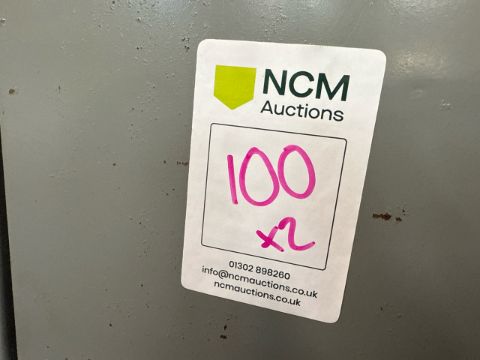 NCM
Auctions
100
x2
01302 898260
info@ncmauctions.co.uk
ncmauctions.co.uk